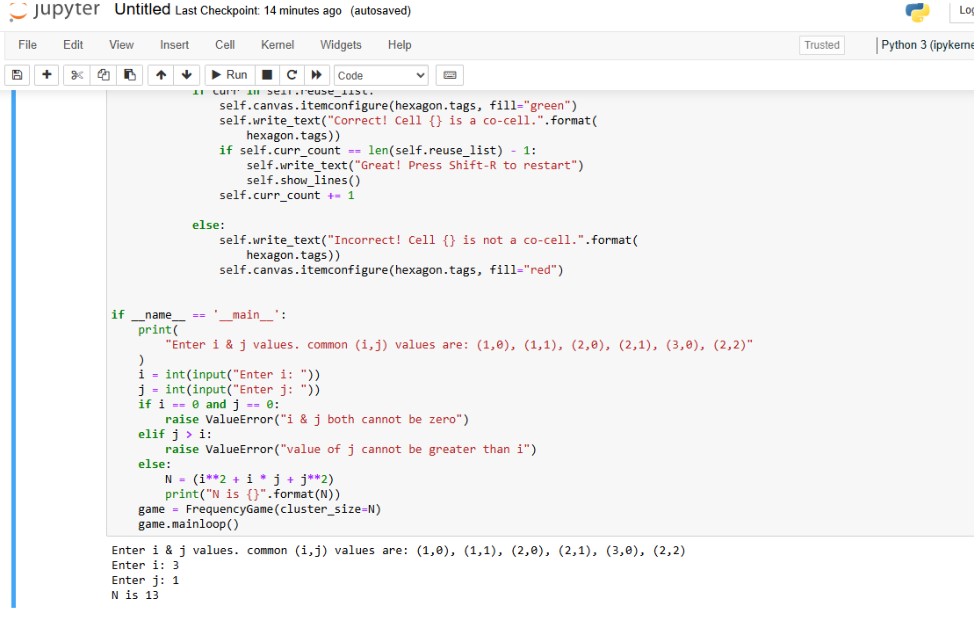 jupyter Untitled Last Checkpoint: 14 minutes ago (autosaved)
File Edit View Insert Cell Kernel Widgets Help Trusted Python 3 (ipykerne
Run Code
if curr in self.reuse_list:
self.canvas.itemconfigure(hexagon.tags, fill="green")
self.write_text("Correct! Cell {} is a co-cell.".format(
hexagon.tags))
if self.curr_count == len(self.reuse_list) - 1:
self.write_text("Great! Press Shift-R to restart")
self.show_lines()
self.curr_count += 1
else:
self.write_text("Incorrect! Cell {} is not a co-cell.".format(
hexagon.tags))
self.canvas.itemconfigure(hexagon.tags, fill="red")
if __name__ == '__main__':
print(
"Enter i & j values. common (i,j) values are: (1,0), (1,1), (2,0), (2,1), (3,0), (2,2)"
)
i = int(input("Enter i: "))
j = int(input("Enter j: "))
if i == 0 and j == 0:
raise ValueError("i & j both cannot be zero")
elif j > i:
raise ValueError("value of j cannot be greater than i")
else:
N = (i**2 + i * j + j**2)
print("N is {}".format(N))
game = FrequencyGame(cluster_size=N)
game.mainloop()
Enter i & j values. common (i,j) values are: (1,0), (1,1), (2,0), (2,1), (3,0), (2,2)
Enter i: 3
Enter j: 1
N is 13